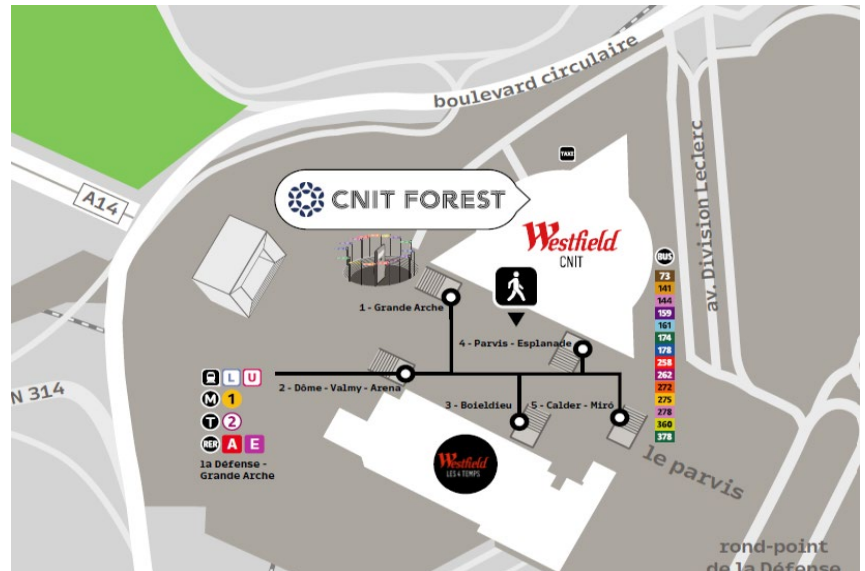 boulevard circulaire
A14
CNIT FOREST
TAXI
Westfield
CNIT
av. Division Leclerc
BUS
73
141
144
159
161
174
178
258
262
272
275
278
360
378
1 - Grande Arche
4 - Parvis - Esplanade
2 - Dôme - Valmy - Arena
3 - Boieldieu
5 - Calder - Miró
N 314
L U
M 1
T 2
RER A E
la Défense -
Grande Arche
Westfield
LES 4 TEMPS
le parvis
rond-point
de la Défense